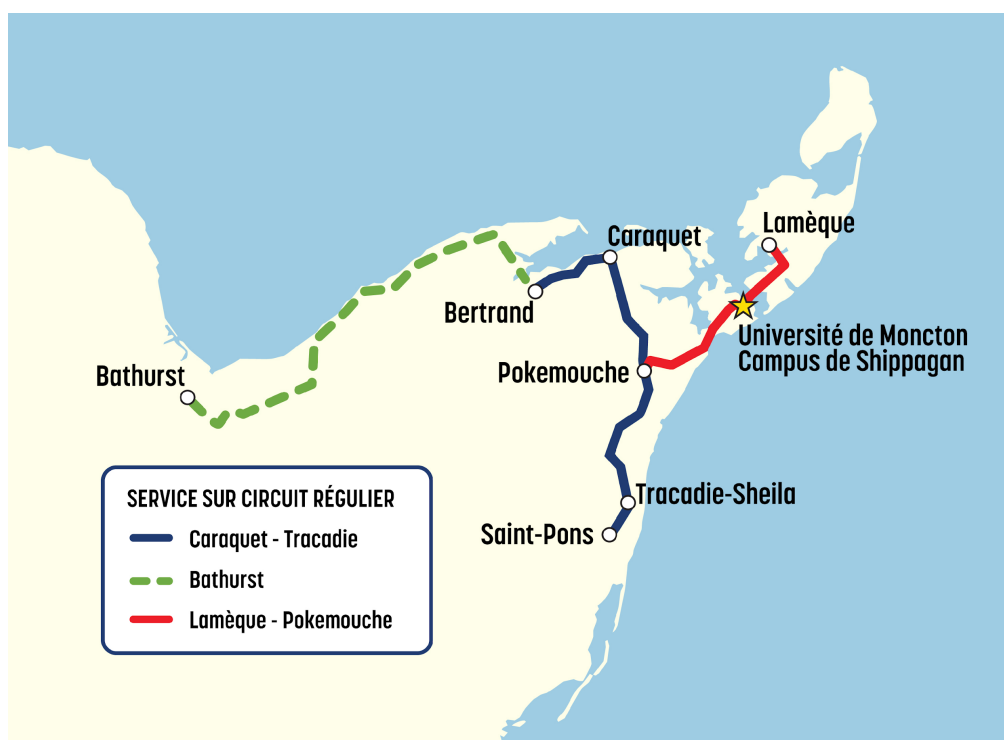 Lamèque
Caraquet
Bertrand
Université de Moncton
Campus de Shippagan
Pokemouche
Bathurst
Tracadie-Sheila
Saint-Pons
SERVICE SUR CIRCUIT RÉGULIER
Caraquet - Tracadie
Bathurst
Lamèque - Pokemouche